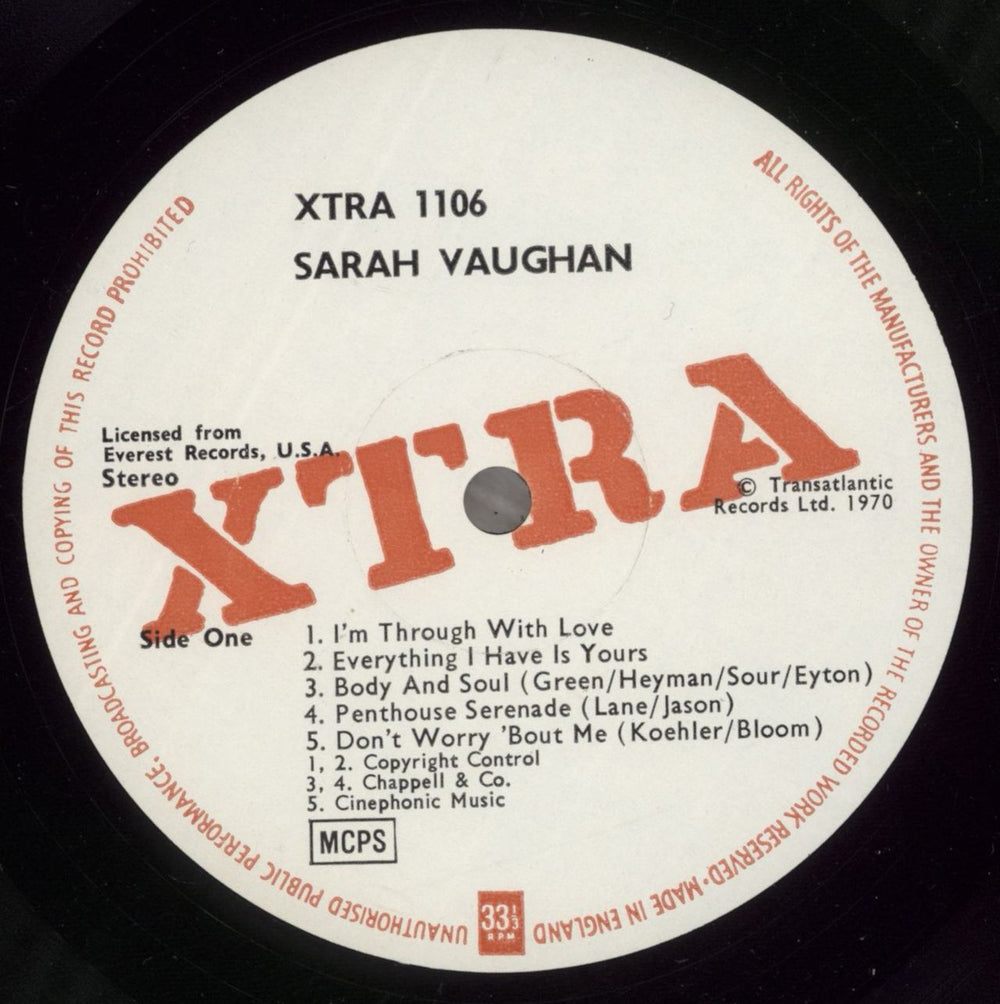 XTRA 1106
SARAH VAUGHAN
XTRA
Licensed from
Everest Records, U.S.A.
Stereo
© Transatlantic
Records Ltd. 1970
Side One
1. I'm Through With Love
2. Everything I Have Is Yours
3. Body And Soul (Green/Heyman/Sour/Eyton)
4. Penthouse Serenade (Lane/Jason)
5. Don't Worry 'Bout Me (Koehler/Bloom)
1, 2. Copyright Control
3, 4. Chappell & Co.
5. Cinephonic Music
MCPS
33⅓
RPM
ALL RIGHTS OF THE MANUFACTURERS AND THE OWNER OF THE RECORDED WORK RESERVED·MADE IN ENGLAND
UNAUTHORISED PUBLIC PERFORMANCE, BROADCASTING AND COPYING OF THIS RECORD PROHIBITED